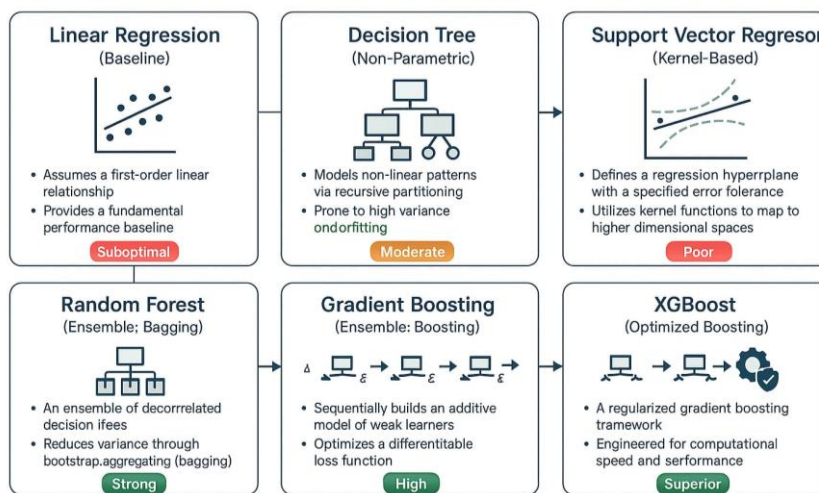 Linear Regression
(Baseline)
• Assumes a first-order linear
relationship
• Provides a fundamental
performance baseline
Suboptimal
Decision Tree
(Non-Parametric)
• Models non-linear patterns
via recursive partitioning
• Prone to high variance
ondorfitting
Moderate
Support Vector Regresor
(Kernel-Based)
• Defines a regression hyperrplane
with a specified error folerance
• Utilizes kernel functions to map to
higher dimensional spaces
Poor
Random Forest
(Ensemble; Bagging)
• An ensemble of decorrrelated
decision ifees
• Reduces variance through
bootstrap.aggregating (bagging)
Strong
Gradient Boosting
(Ensemble: Boosting)
Δ ε ε ε
• Sequentially builds an additive
model of weak learners
• Optimizes a differentitable
loss function
High
XGBoost
(Optimized Boosting)
• A regularized gradient boosting
tramework
• Engineered for computational
speed and serformance
Superior